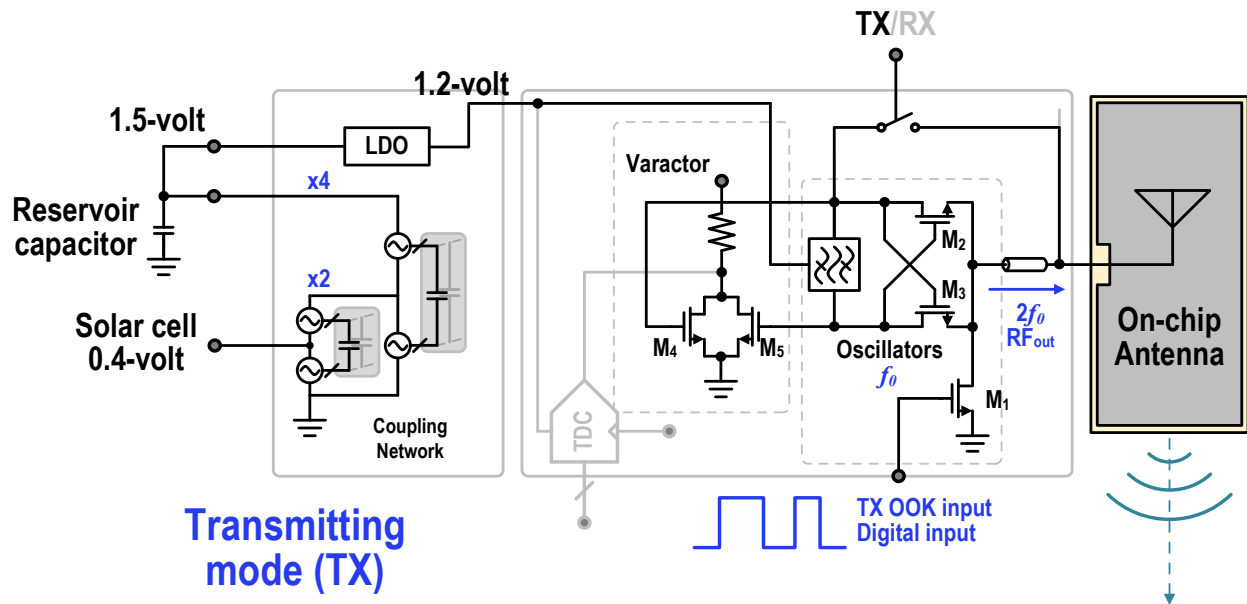 TX/RX
1.2-volt
1.5-volt
LDO
x4
Reservoir
capacitor
x2
Solar cell
0.4-volt
Coupling
Network
Varactor
M2
M3
M4
M5
Oscillators
f0
2f0
RFout
M1
TDC
On-chip
Antenna
TX OOK input
Digital input
Transmitting
mode (TX)